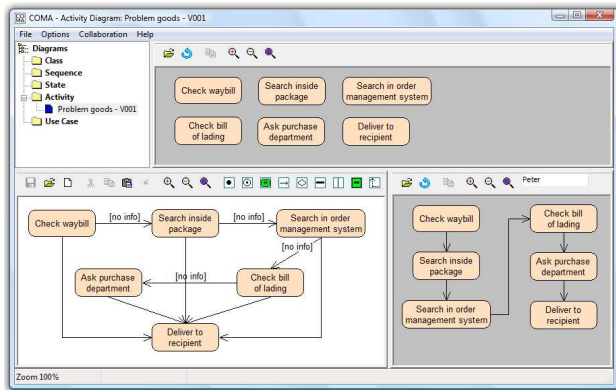 COMA - Activity Diagram: Problem goods - V001
File Options Collaboration Help
Diagrams
Class
Sequence
State
Activity
Problem goods - V001
Use Case
Check waybill
Search inside
package
Search in order
management system
Check bill
of lading
Ask purchase
department
Deliver to
recipient
Check waybill
[no info]
Search inside
package
[no info]
Search in order
management system
[no info]
Ask purchase
department
[no info]
Check bill
of lading
Deliver to
recipient
Peter
Check waybill
Check bill
of lading
Search inside
package
Ask purchase
department
Search in order
management system
Deliver to
recipient
Zoom 100%